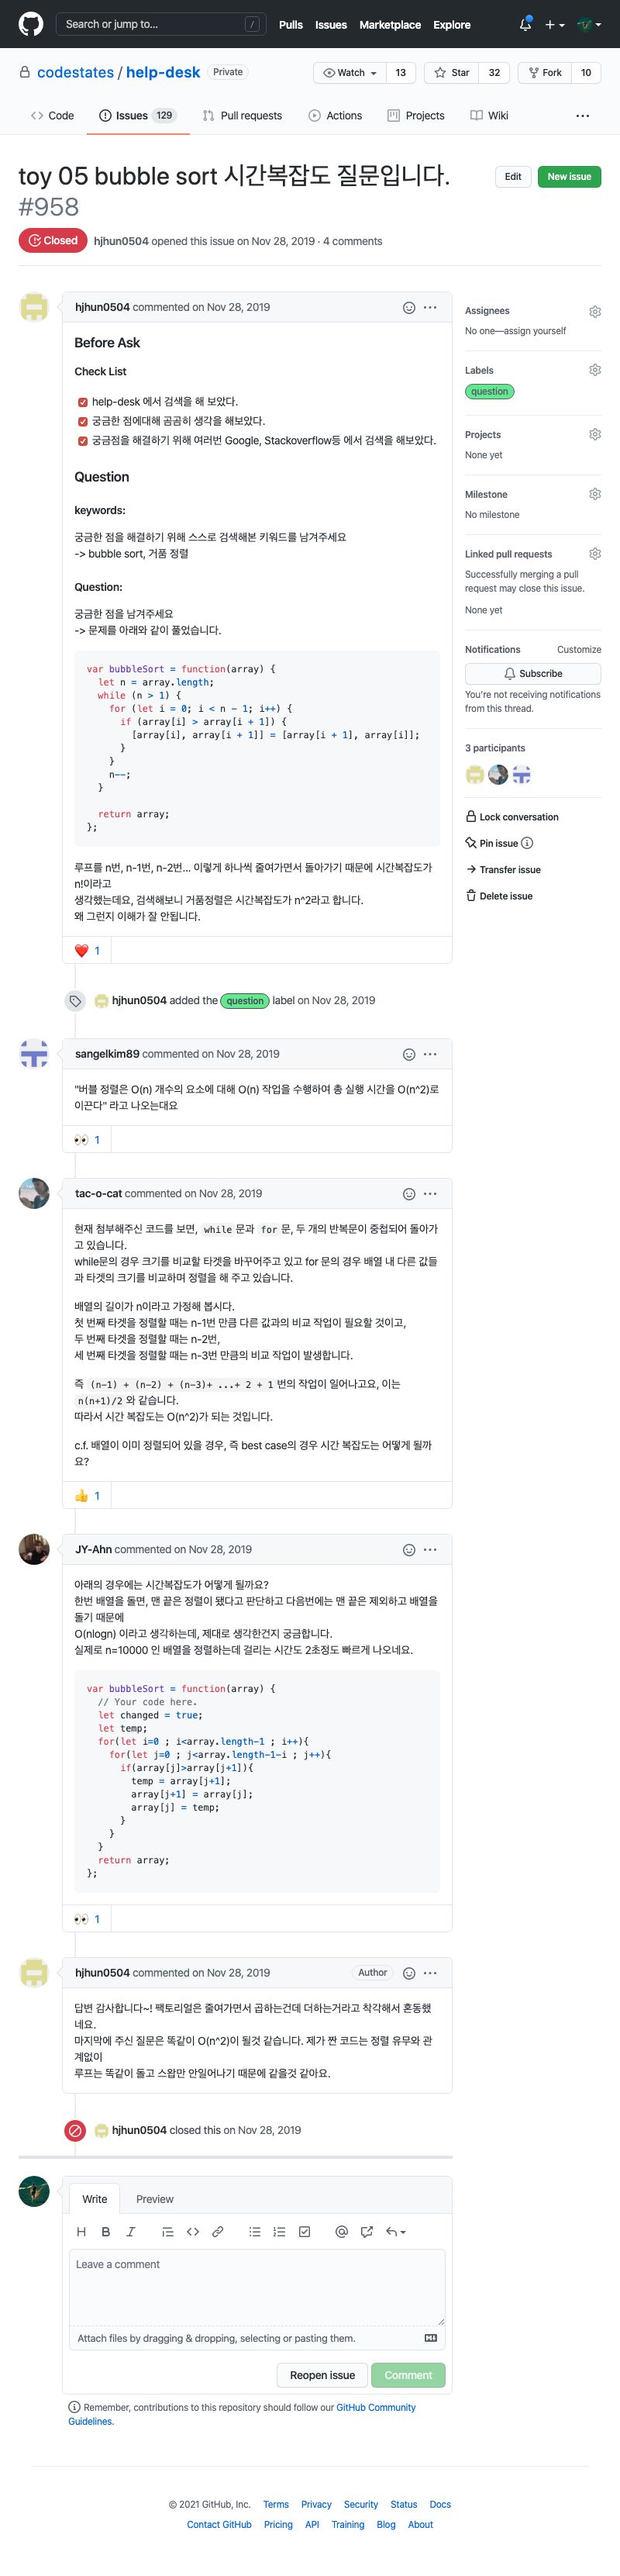 Search or jump to...
/
Pulls
Issues
Marketplace
Explore
codestates / help-desk Private
Watch 13
Star 32
Fork 10
Code
Issues 129
Pull requests
Actions
Projects
Wiki
toy 05 bubble sort 시간복잡도 질문입니다.
#958
Edit
New issue
Closed
hjhun0504 opened this issue on Nov 28, 2019 · 4 comments
hjhun0504 commented on Nov 28, 2019
Before Ask
Check List
help-desk 에서 검색을 해 보았다.
궁금한 점에대해 곰곰히 생각을 해보았다.
궁금점을 해결하기 위해 여러번 Google, Stackoverflow등 에서 검색을 해보았다.
Question
keywords:
궁금한 점을 해결하기 위해 스스로 검색해본 키워드를 남겨주세요
-> bubble sort, 거품 정렬
Question:
궁금한 점을 남겨주세요
-> 문제를 아래와 같이 풀었습니다.
var bubbleSort = function(array) {
let n = array.length;
while (n > 1) {
for (let i = 0; i < n - 1; i++) {
if (array[i] > array[i + 1]) {
[array[i], array[i + 1]] = [array[i + 1], array[i]];
}
}
n--;
}
return array;
};
루프를 n번, n-1번, n-2번... 이렇게 하나씩 줄여가면서 돌아가기 때문에 시간복잡도가
n!이라고
생각했는데요, 검색해보니 거품정렬은 시간복잡도가 n^2라고 합니다.
왜 그런지 이해가 잘 안됩니다.
❤️ 1
hjhun0504 added the question label on Nov 28, 2019
sangelkim89 commented on Nov 28, 2019
"버블 정렬은 O(n) 개수의 요소에 대해 O(n) 작업을 수행하여 총 실행 시간을 O(n^2)로
이끈다" 라고 나오는대요
👀 1
tac-o-cat commented on Nov 28, 2019
현재 첨부해주신 코드를 보면, while 문과 for 문, 두 개의 반복문이 중첩되어 돌아가
고 있습니다.
while문의 경우 크기를 비교할 타겟을 바꾸어주고 있고 for 문의 경우 배열 내 다른 값들
과 타겟의 크기를 비교하며 정렬을 해 주고 있습니다.
배열의 길이가 n이라고 가정해 봅시다.
첫 번째 타겟을 정렬할 때는 n-1번 만큼 다른 값과의 비교 작업이 필요할 것이고,
두 번째 타겟을 정렬할 때는 n-2번,
세 번째 타겟을 정렬할 때는 n-3번 만큼의 비교 작업이 발생합니다.
즉 (n-1) + (n-2) + (n-3)+ ...+ 2 + 1 번의 작업이 일어나고요, 이는
n(n+1)/2 와 같습니다.
따라서 시간 복잡도는 O(n^2)가 되는 것입니다.
c.f. 배열이 이미 정렬되어 있을 경우, 즉 best case의 경우 시간 복잡도는 어떻게 될까
요?
👍 1
JY-Ahn commented on Nov 28, 2019
아래의 경우에는 시간복잡도가 어떻게 될까요?
한번 배열을 돌면, 맨 끝은 정렬이 됐다고 판단하고 다음번에는 맨 끝은 제외하고 배열을
돌기 때문에
O(nlogn) 이라고 생각하는데, 제대로 생각한건지 궁금합니다.
실제로 n=10000 인 배열을 정렬하는데 걸리는 시간도 2초정도 빠르게 나오네요.
var bubbleSort = function(array) {
// Your code here.
let changed = true;
let temp;
for(let i=0 ; i<array.length-1 ; i++){
for(let j=0 ; j<array.length-1-i ; j++){
if(array[j]>array[j+1]){
temp = array[j+1];
array[j+1] = array[j];
array[j] = temp;
}
}
}
return array;
};
👀 1
hjhun0504 commented on Nov 28, 2019
Author
답변 감사합니다~! 팩토리얼은 줄여가면서 곱하는건데 더하는거라고 착각해서 혼동했
네요.
마지막에 주신 질문은 똑같이 O(n^2)이 될것 같습니다. 제가 짠 코드는 정렬 유무와 관
계없이
루프는 똑같이 돌고 스왑만 안일어나기 때문에 같을것 같아요.
hjhun0504 closed this on Nov 28, 2019
Write
Preview
Leave a comment
Attach files by dragging & dropping, selecting or pasting them.
Reopen issue
Comment
Remember, contributions to this repository should follow our GitHub Community
Guidelines.
Assignees
No one—assign yourself
Labels
question
Projects
None yet
Milestone
No milestone
Linked pull requests
Successfully merging a pull
request may close this issue.
None yet
Notifications
Customize
Subscribe
You're not receiving notifications
from this thread.
3 participants
Lock conversation
Pin issue
Transfer issue
Delete issue
© 2021 GitHub, Inc.
Terms
Privacy
Security
Status
Docs
Contact GitHub
Pricing
API
Training
Blog
About